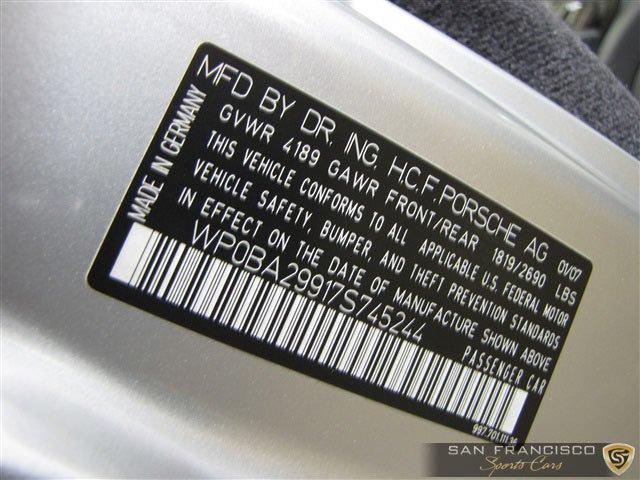 MFD BY DR. ING. H.C. F. PORSCHE AG 01/07
GVWR 4189 GAWR FRONT/REAR 1819/2690 LBS
THIS VEHICLE CONFORMS TO ALL APPLICABLE U.S. FEDERAL MOTOR
VEHICLE SAFETY, BUMPER, AND THEFT PREVENTION STANDARDS
IN EFFECT ON THE DATE OF MANUFACTURE SHOWN ABOVE
WP0BA29917S745244 PASSENGER CAR
MADE IN GERMANY
SAN FRANCISCO
Sports Cars